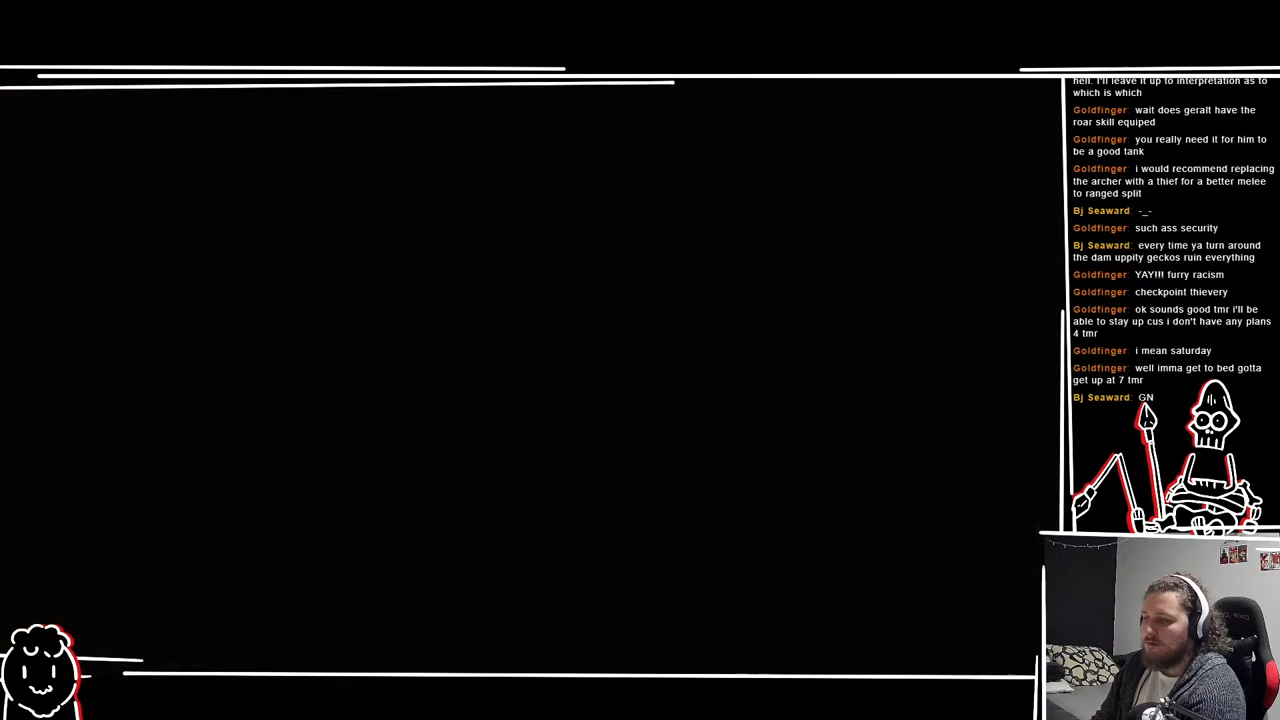 hell. I'll leave it up to interpretation as to
which is which
Goldfinger: wait does geralt have the
roar skill equiped
Goldfinger: you really need it for him to
be a good tank
Goldfinger: i would recommend replacing
the archer with a thief for a better melee
to ranged split
Bj Seaward: -_-
Goldfinger: such ass security
Bj Seaward: every time ya turn around
the dam uppity geckos ruin everything
Goldfinger: YAY!!! furry racism
Goldfinger: checkpoint thievery
Goldfinger: ok sounds good tmr i'll be
able to stay up cus i don't have any plans
4 tmr
Goldfinger: i mean saturday
Goldfinger: well imma get to bed gotta
get up at 7 tmr
Bj Seaward: GN